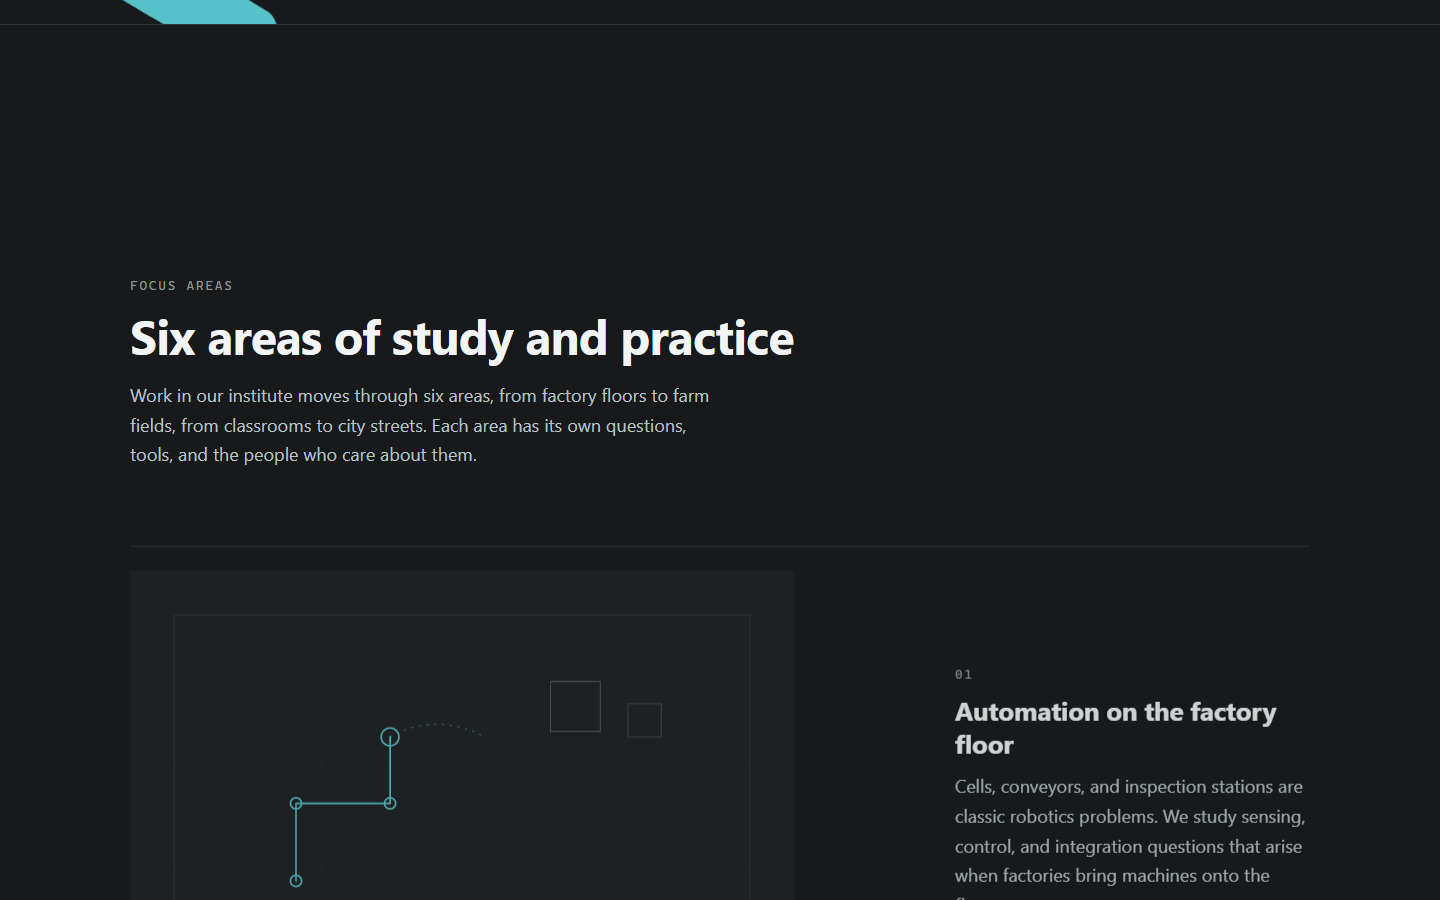 FOCUS AREAS
Six areas of study and practice
Work in our institute moves through six areas, from factory floors to farm
fields, from classrooms to city streets. Each area has its own questions,
tools, and the people who care about them.
01
Automation on the factory
floor
Cells, conveyors, and inspection stations are
classic robotics problems. We study sensing,
control, and integration questions that arise
when factories bring machines onto the